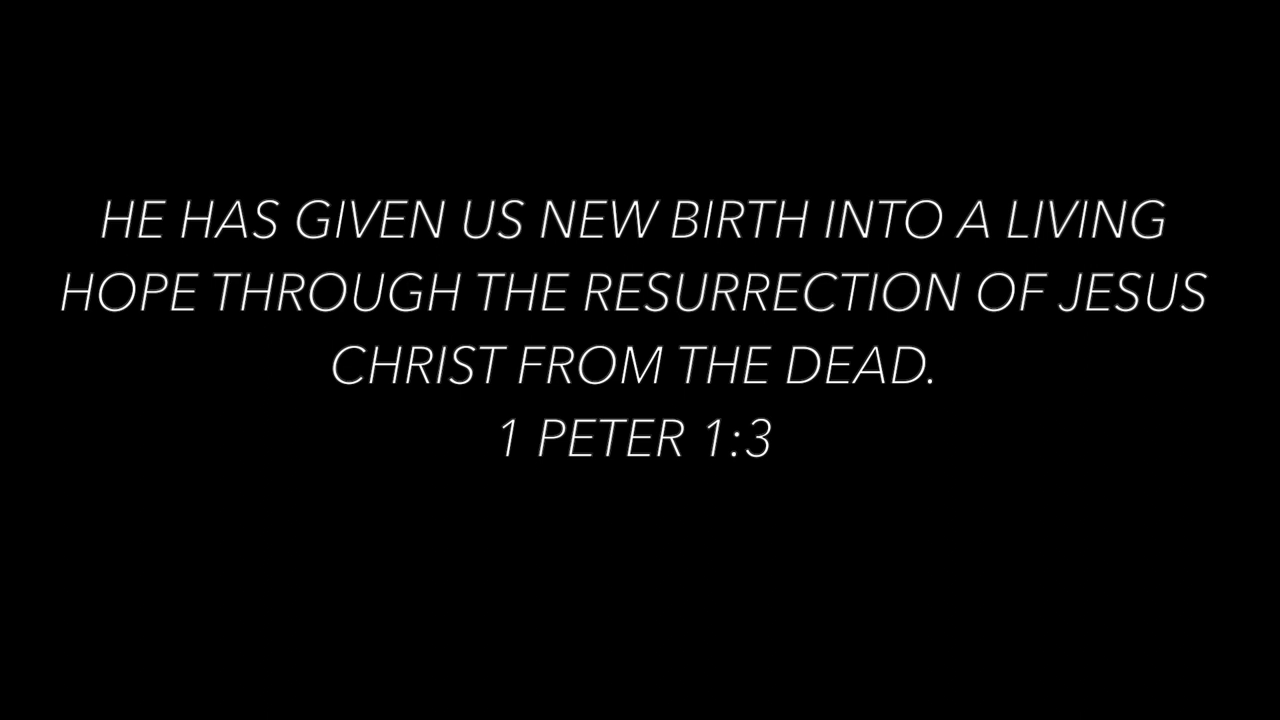 HE HAS GIVEN US NEW BIRTH INTO A LIVING
HOPE THROUGH THE RESURRECTION OF JESUS
CHRIST FROM THE DEAD.
1 PETER 1:3